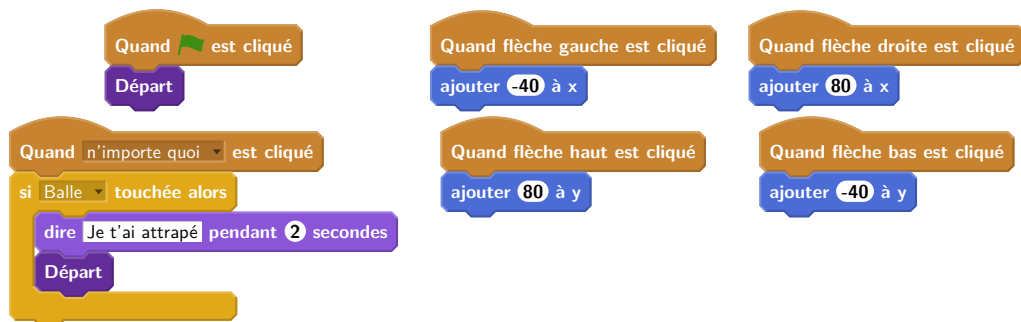 Quand est cliqué
Départ
Quand flèche gauche est cliqué
ajouter -40 à x
Quand flèche droite est cliqué
ajouter 80 à x
Quand n'importe quoi est cliqué
si Balle touchée alors
dire Je t'ai attrapé pendant 2 secondes
Départ
Quand flèche haut est cliqué
ajouter 80 à y
Quand flèche bas est cliqué
ajouter -40 à y